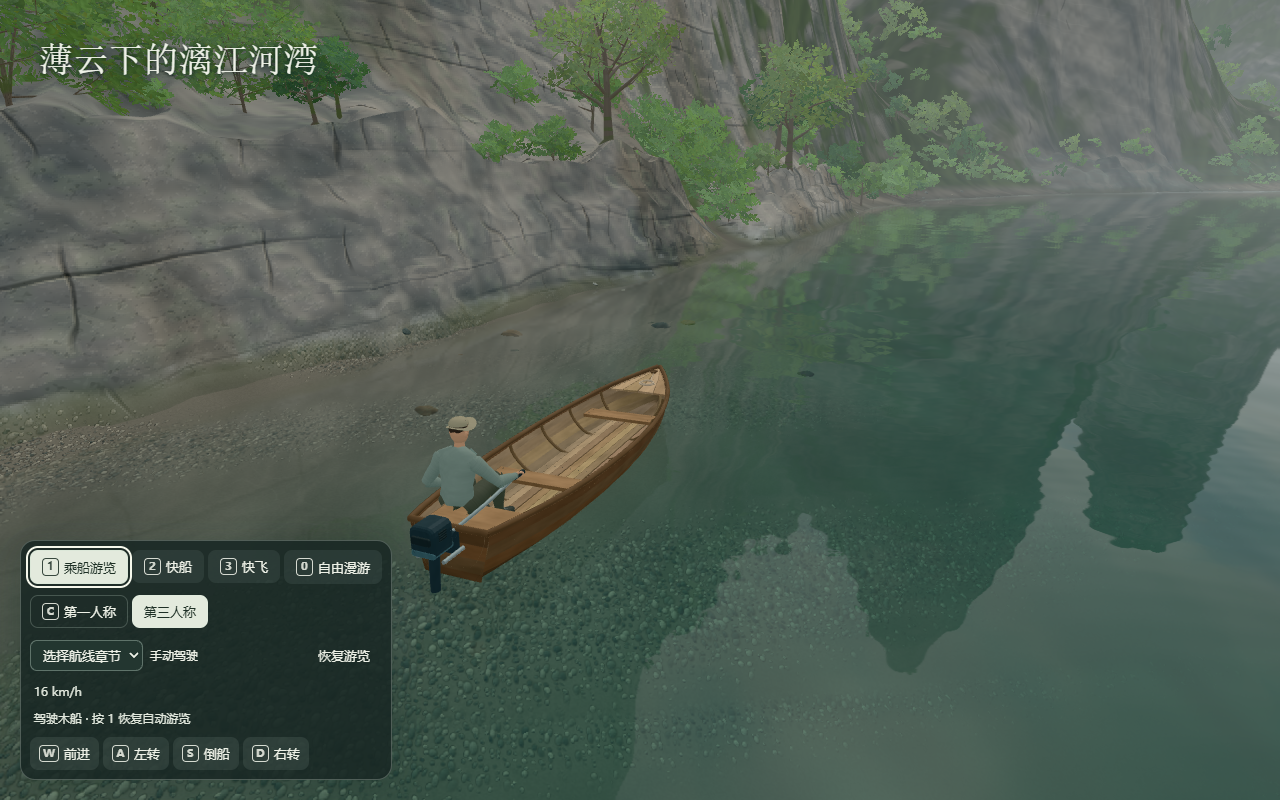 薄云下的漓江河湾
1 乘船游览 2 快船 3 快飞 0 自由漫游
C 第一人称 第三人称
选择航线章节 手动驾驶 恢复游览
16 km/h
驾驶木船 · 按 1 恢复自动游览
W 前进 A 左转 S 倒船 D 右转